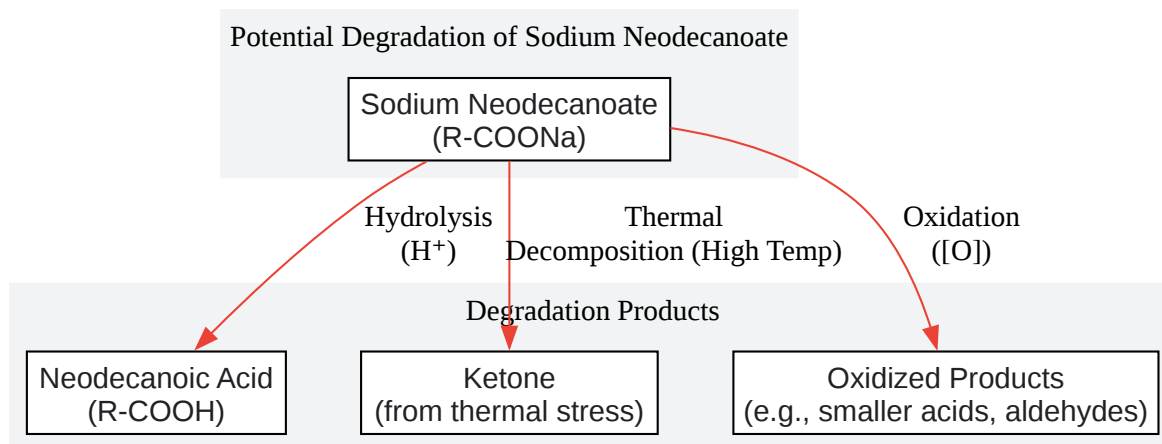 Potential Degradation of Sodium Neodecanoate
Sodium Neodecanoate
(R-COONa)
Hydrolysis
(H⁺)
Thermal
Decomposition (High Temp)
Oxidation
([O])
Degradation Products
Neodecanoic Acid
(R-COOH)
Ketone
(from thermal stress)
Oxidized Products
(e.g., smaller acids, aldehydes)